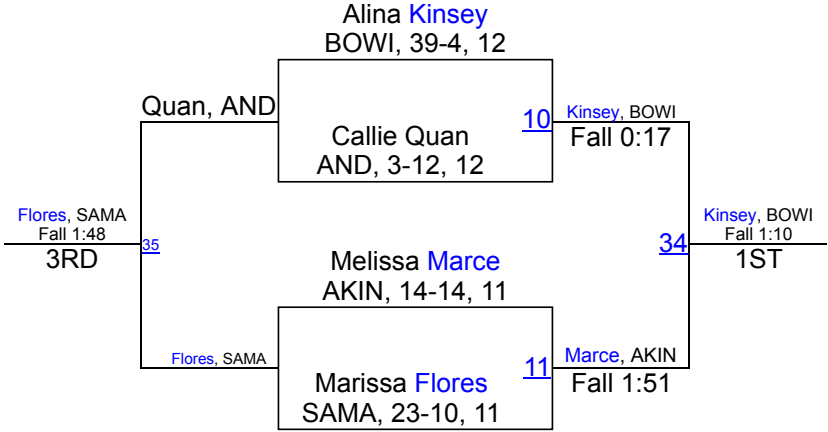 Alina Kinsey
BOWI, 39-4, 12
Quan, AND
10
Kinsey, BOWI
Fall 0:17
Callie Quan
AND, 3-12, 12
Flores, SAMA
Fall 1:48
3RD
35
34
Kinsey, BOWI
Fall 1:10
1ST
Melissa Marce
AKIN, 14-14, 11
Flores, SAMA
11
Marce, AKIN
Fall 1:51
Marissa Flores
SAMA, 23-10, 11